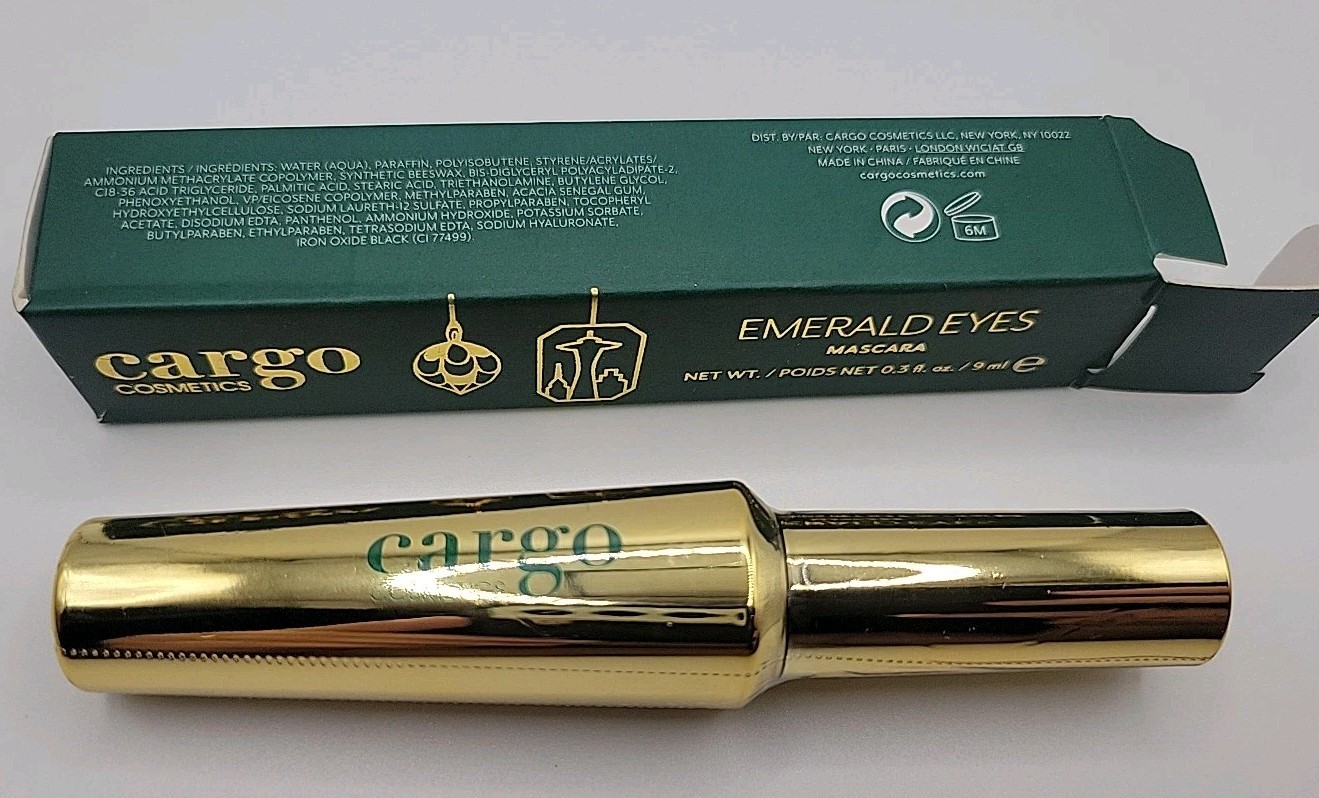 INGREDIENTS / INGRÉDIENTS: WATER (AQUA), PARAFFIN, POLYISOBUTENE, STYRENE/ACRYLATES/
AMMONIUM METHACRYLATE COPOLYMER, SYNTHETIC BEESWAX, BIS-DIGLYCERYL POLYACYLADIPATE-2,
C18-36 ACID TRIGLYCERIDE, PALMITIC ACID, STEARIC ACID, TRIETHANOLAMINE, BUTYLENE GLYCOL,
PHENOXYETHANOL, VP/EICOSENE COPOLYMER, METHYLPARABEN, ACACIA SENEGAL GUM,
HYDROXYETHYLCELLULOSE, SODIUM LAURETH-12 SULFATE, PROPYLPARABEN, TOCOPHERYL
ACETATE, DISODIUM EDTA, PANTHENOL, AMMONIUM HYDROXIDE, POTASSIUM SORBATE,
BUTYLPARABEN, ETHYLPARABEN, TETRASODIUM EDTA, SODIUM HYALURONATE,
IRON OXIDE BLACK (CI 77499).
DIST. BY/PAR: CARGO COSMETICS LLC, NEW YORK, NY 10022
NEW YORK · PARIS · LONDON W1C1AT GB
MADE IN CHINA / FABRIQUÉ EN CHINE
cargocosmetics.com
6M
cargo
COSMETICS
EMERALD EYES
MASCARA
NET WT. / POIDS NET 0.3 fl. oz. / 9 ml e
cargo
COSMETICS